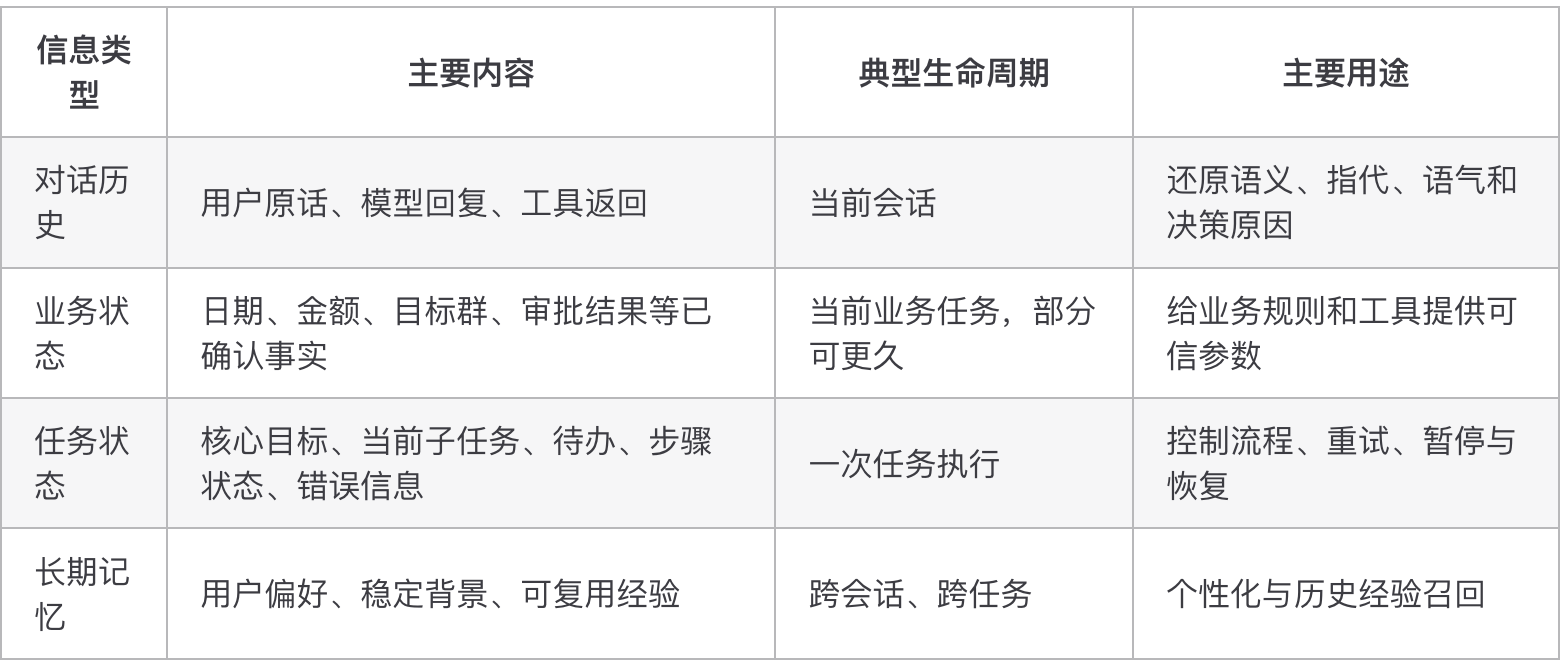 信息类
型
主要内容
典型生命周期
主要用途
对话历
史
用户原话、模型回复、工具返回
当前会话
还原语义、指代、语气和
决策原因
业务状
态
日期、金额、目标群、审批结果等已
确认事实
当前业务任务，部分
可更久
给业务规则和工具提供可
信参数
任务状
态
核心目标、当前子任务、待办、步骤
状态、错误信息
一次任务执行
控制流程、重试、暂停与
恢复
长期记
忆
用户偏好、稳定背景、可复用经验
跨会话、跨任务
个性化与历史经验召回